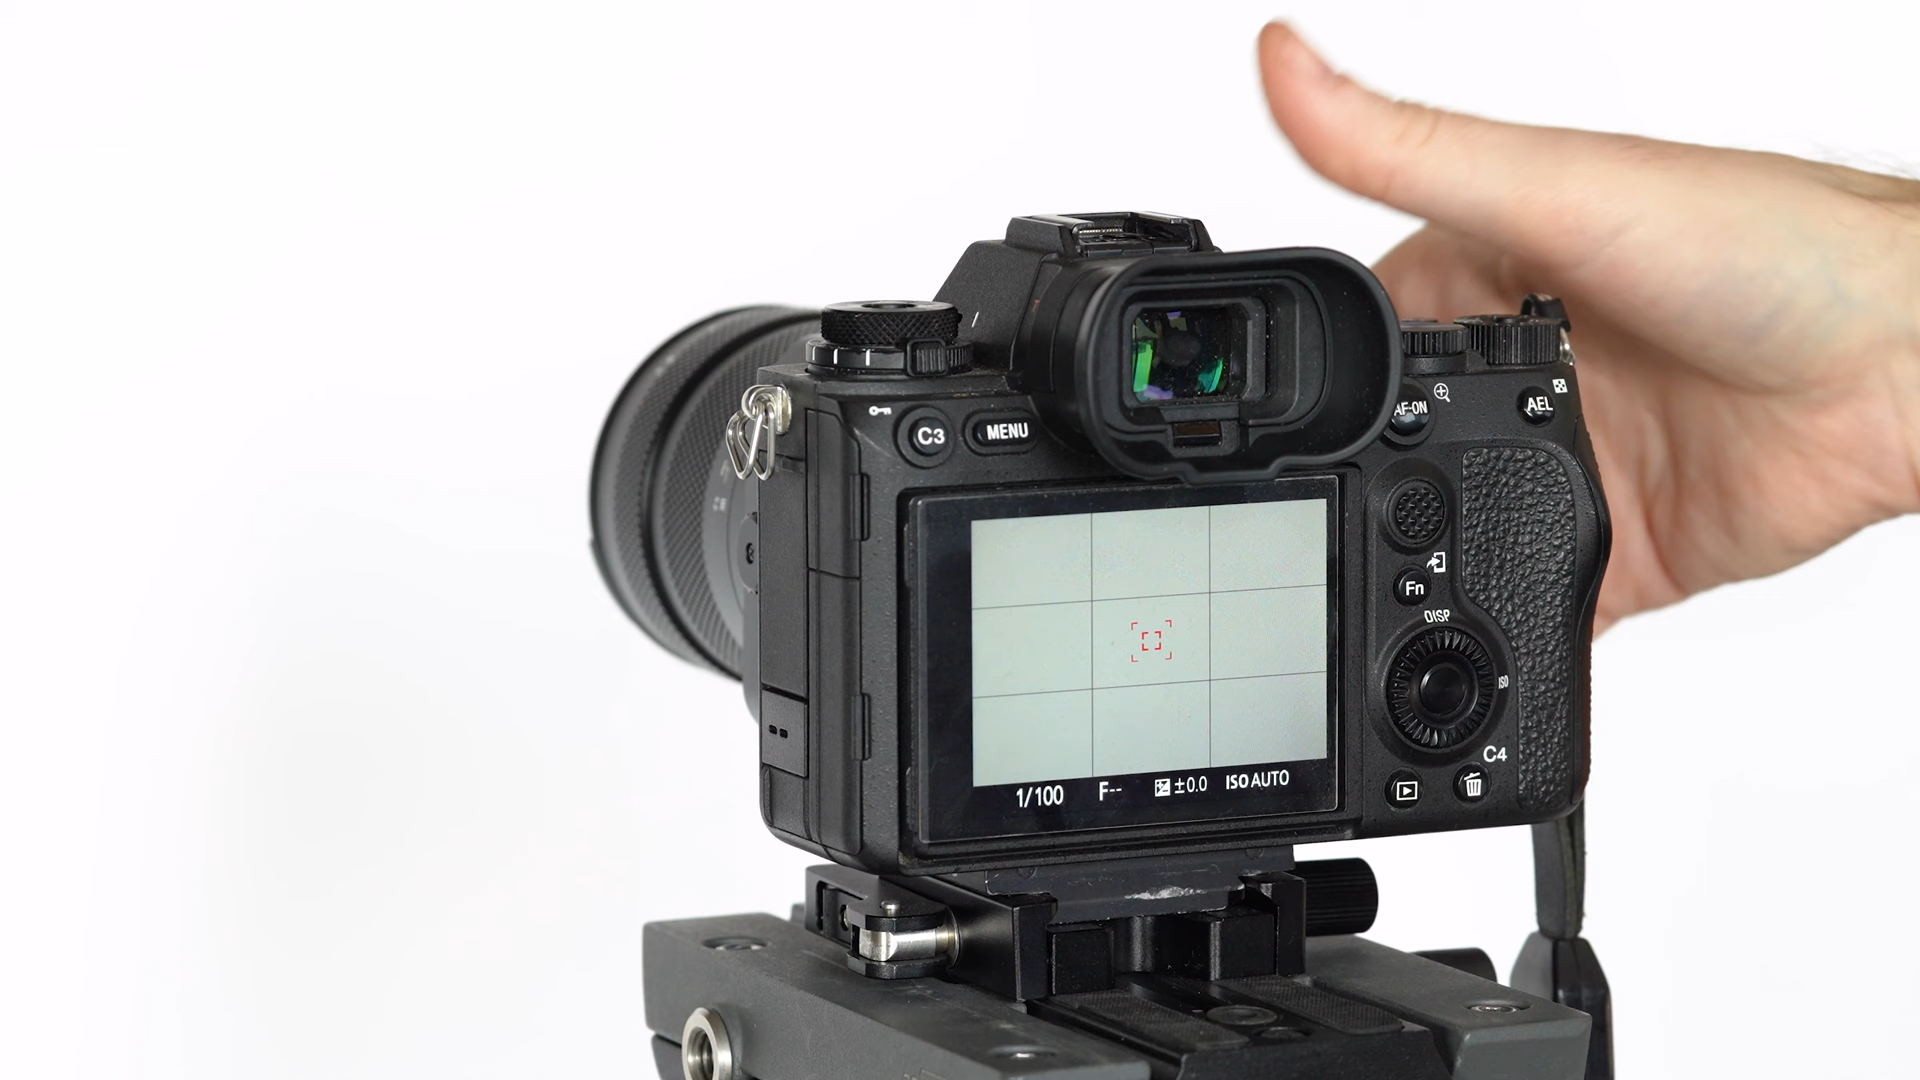 C3
MENU
AF-ON
AEL
Fn
DISP
ISO
C4
1/100 F-- ±0.0 ISO AUTO